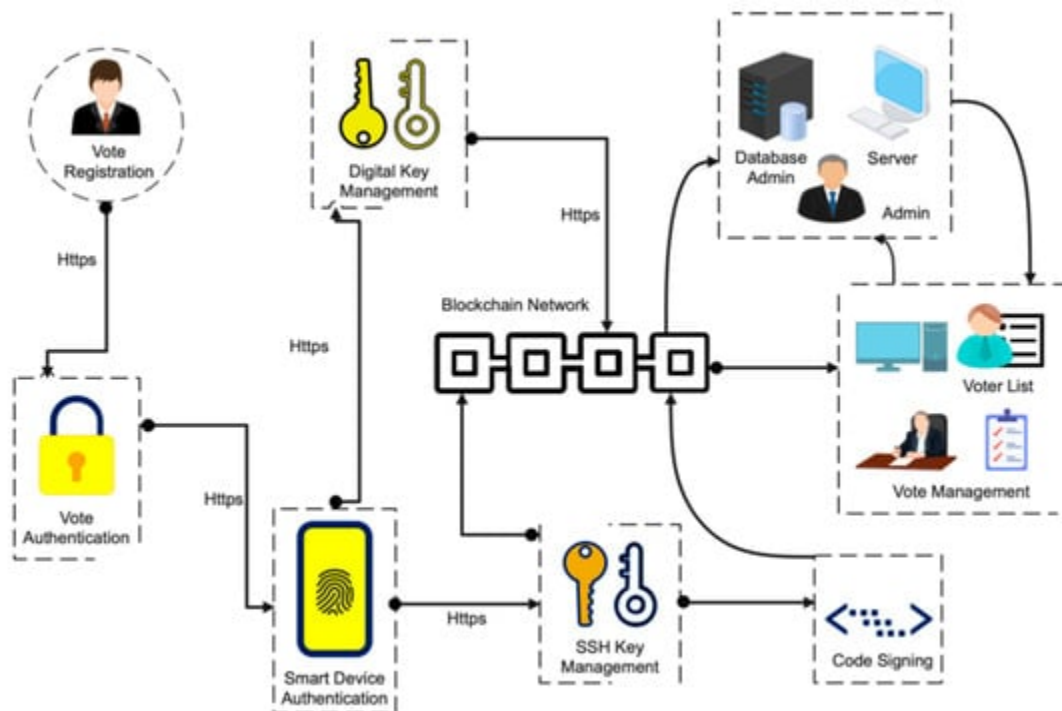 Vote
Registration
Https
Vote
Authentication
Https
Smart Device
Authentication
Https
Digital Key
Management
Https
Https
SSH Key
Management
Code Signing
Blockchain Network
Database
Admin
Server
Admin
Voter List
Vote Management